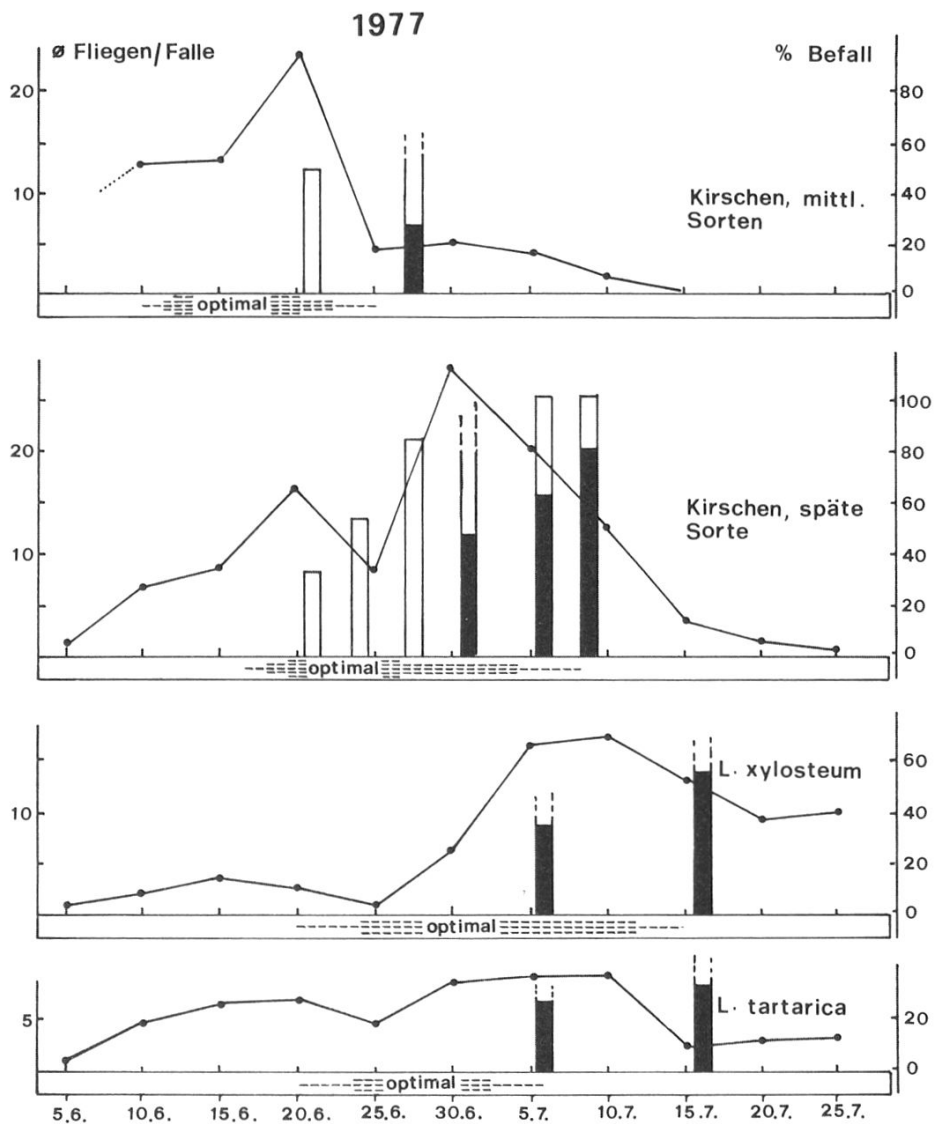 1977
ø Fliegen/Falle
% Befall
20
10
80
60
40
20
0
Kirschen, mittl.
Sorten
optimal
20
10
100
80
60
40
20
0
Kirschen, späte
Sorte
optimal
10
60
40
20
0
L. xylosteum
optimal
5
20
0
L. tartarica
optimal
5.6. 10.6. 15.6. 20.6. 25.6. 30.6. 5.7. 10.7. 15.7. 20.7. 25.7.